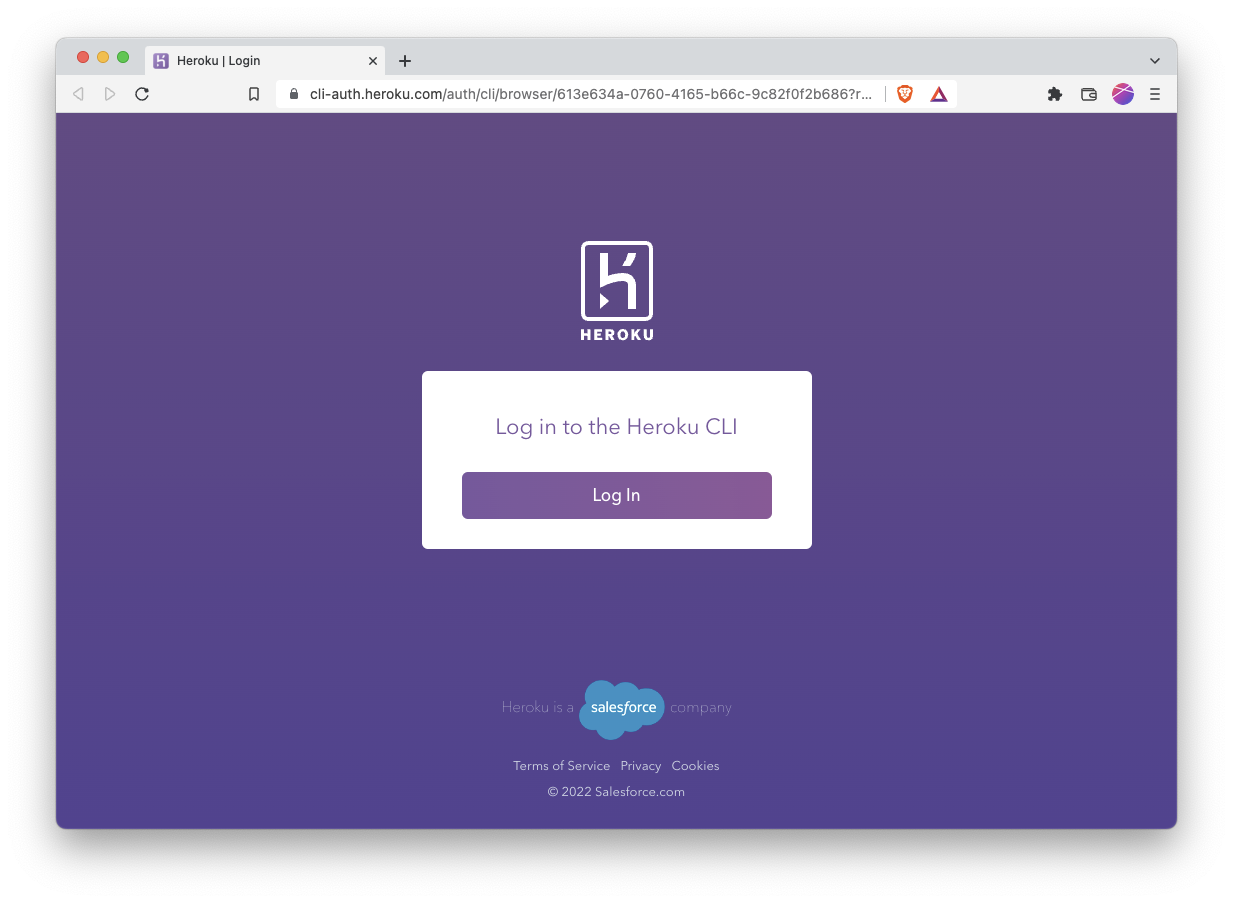 Heroku | Login
cli-auth.heroku.com/auth/cli/browser/613e634a-0760-4165-b66c-9c82f0f2b686?r...
HEROKU
Log in to the Heroku CLI
Log In
Heroku is a salesforce company
Terms of Service Privacy Cookies
© 2022 Salesforce.com